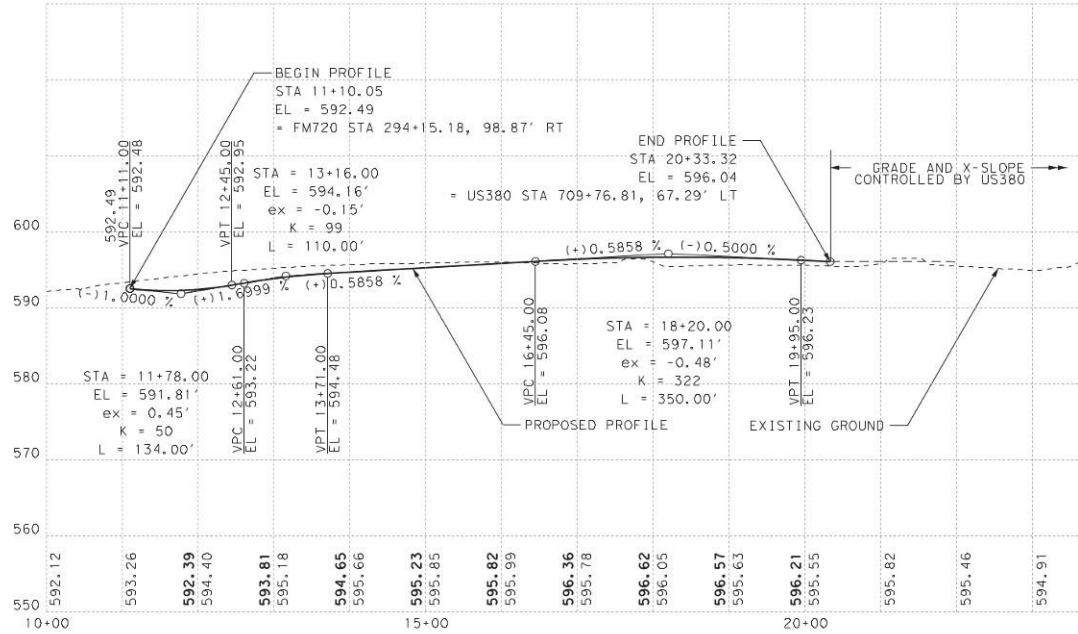 BEGIN PROFILE
STA 11+10.05
EL = 592.49
= FM720 STA 294+15.18, 98.87' RT
592.49
VPC 11+11.00
EL = 592.48
VPT 12+45.00
EL = 592.95
STA = 13+16.00
EL = 594.16'
ex = -0.15'
K = 99
L = 110.00'
END PROFILE
STA 20+33.32
EL = 596.04
= US380 STA 709+76.81, 67.29' LT
GRADE AND X-SLOPE
CONTROLLED BY US380
600
590
580
570
560
550
(-)1.0000 %
(+)1.6999 %
(+)0.5858 %
(+)0.5858 %
(-)0.5000 %
STA = 11+78.00
EL = 591.81'
ex = 0.45'
K = 50
L = 134.00'
VPC 12+61.00
EL = 593.22
VPT 13+71.00
EL = 594.48
VPC 16+45.00
EL = 596.08
STA = 18+20.00
EL = 597.11'
ex = -0.48'
K = 322
L = 350.00'
VPT 19+95.00
EL = 596.23
PROPOSED PROFILE
EXISTING GROUND
592.12
593.26
592.39
594.40
593.81
595.18
594.65
595.66
595.23
595.85
595.82
595.99
596.36
595.78
596.62
596.05
596.57
595.63
596.21
595.55
595.82
595.46
594.91
10+00
15+00
20+00